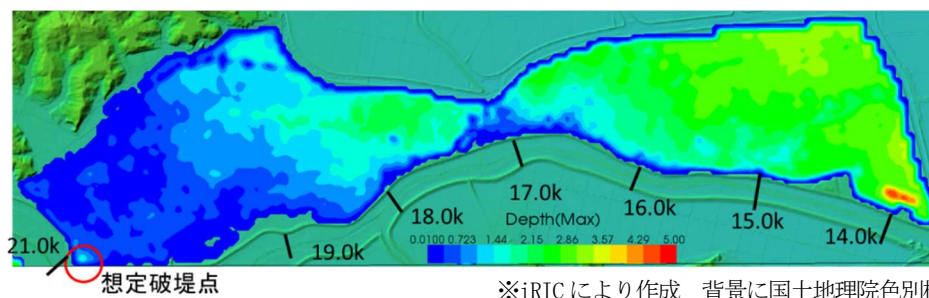 17.0k
18.0k
16.0k
Depth(Max)
15.0k
21.0k
19.0k
0.0100 0.723 1.44 2.15 2.86 3.57 4.29 5.00
14.0k
想定破堤点
※iRICにより作成 背景に国土地理院色別